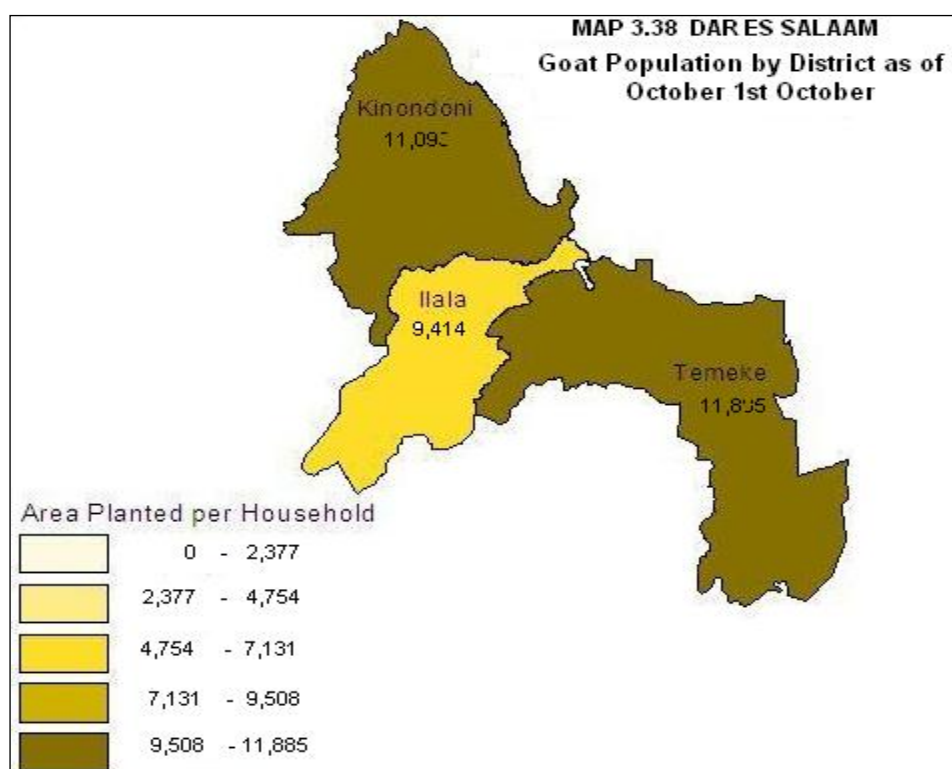 MAP 3.38 DAR ES SALAAM
Goat Population by District as of
October 1st October
Kinondoni
Ilala
9,414
Temeke
Area Planted per Household
0 - 2,377
2,377 - 4,754
4,754 - 7,131
7,131 - 9,508
9,508 - 11,885